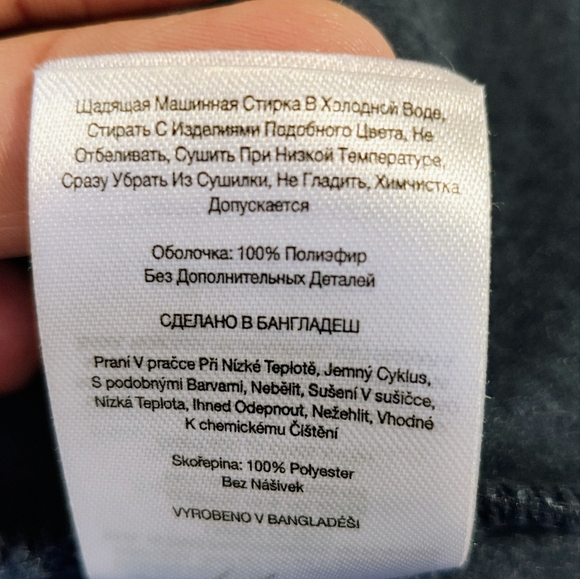 Щадящая Машинная Стирка В Холодной Воде,
Стирать С Изделиями Подобного Цвета, Не
Отбеливать, Сушить При Низкой Температуре,
Сразу Убрать Из Сушилки, Не Гладить, Химчистка
Допускается
Оболочка: 100% Полиэфир
Без Дополнительных Деталей
СДЕЛАНО В БАНГЛАДЕШ
Praní V pračce Při Nízké Teplotě, Jemný Cyklus,
S podobnými Barvami, Nebělit, Sušení V sušičce,
Nízká Teplota, Ihned Odepnout, Nežehlit, Vhodné
K chemickému Čištění
Skořepina: 100% Polyester
Bez Nášivek
VYROBENO V BANGLADÉŠI